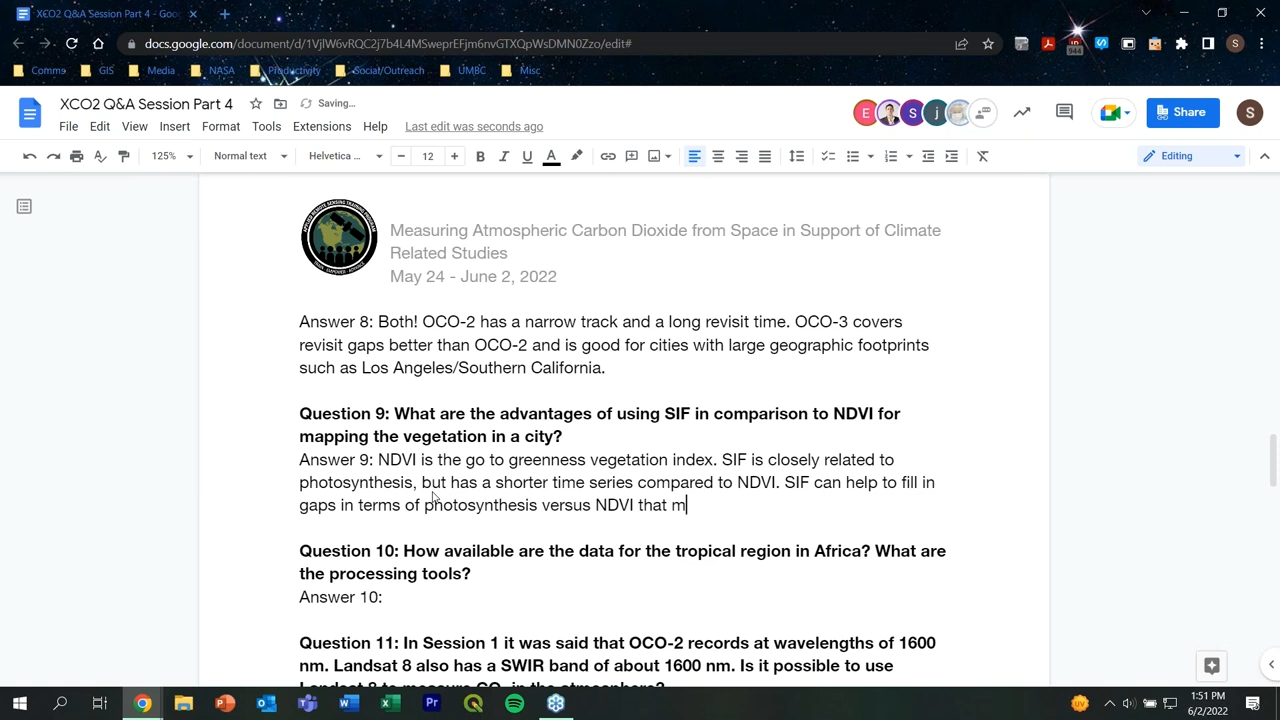 XCO2 Q&A Session Part 4 - Goo
docs.google.com/document/d/1VjlW6vRQC2j7b4L4MSweprEFjm6nvGTXQpWsDMN0Zzo/edit#
944
S
Comms GIS Media NASA Productivity Social/Outreach UMBC Misc
XCO2 Q&A Session Part 4 Saving...
E S j Share S
File Edit View Insert Format Tools Extensions Help Last edit was seconds ago
125% Normal text Helvetica ... 12 B I U A Editing
Measuring Atmospheric Carbon Dioxide from Space in Support of Climate
Related Studies
May 24 - June 2, 2022
Answer 8: Both! OCO-2 has a narrow track and a long revisit time. OCO-3 covers
revisit gaps better than OCO-2 and is good for cities with large geographic footprints
such as Los Angeles/Southern California.
Question 9: What are the advantages of using SIF in comparison to NDVI for
mapping the vegetation in a city?
Answer 9: NDVI is the go to greenness vegetation index. SIF is closely related to
photosynthesis, but has a shorter time series compared to NDVI. SIF can help to fill in
gaps in terms of photosynthesis versus NDVI that m
Question 10: How available are the data for the tropical region in Africa? What are
the processing tools?
Answer 10:
Question 11: In Session 1 it was said that OCO-2 records at wavelengths of 1600
nm. Landsat 8 also has a SWIR band of about 1600 nm. Is it possible to use
Landsat 8 to measure CO₂ in the atmosphere?
1:51 PM
6/2/2022